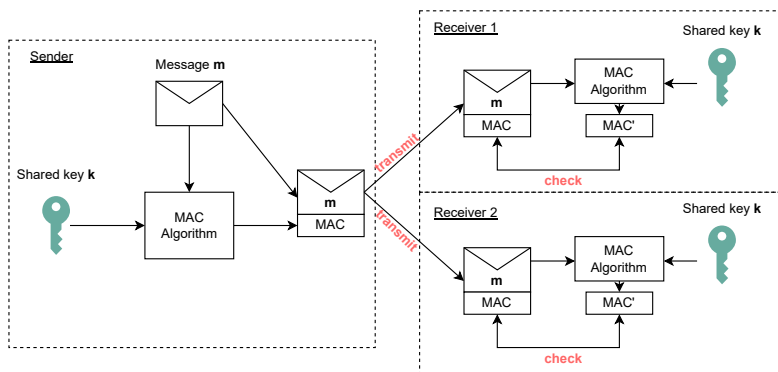 Sender
Message m
Shared key k
MAC
Algorithm
m
MAC
transmit
transmit
Receiver 1
Shared key k
MAC
Algorithm
m
MAC
MAC'
check
Receiver 2
Shared key k
MAC
Algorithm
m
MAC
MAC'
check